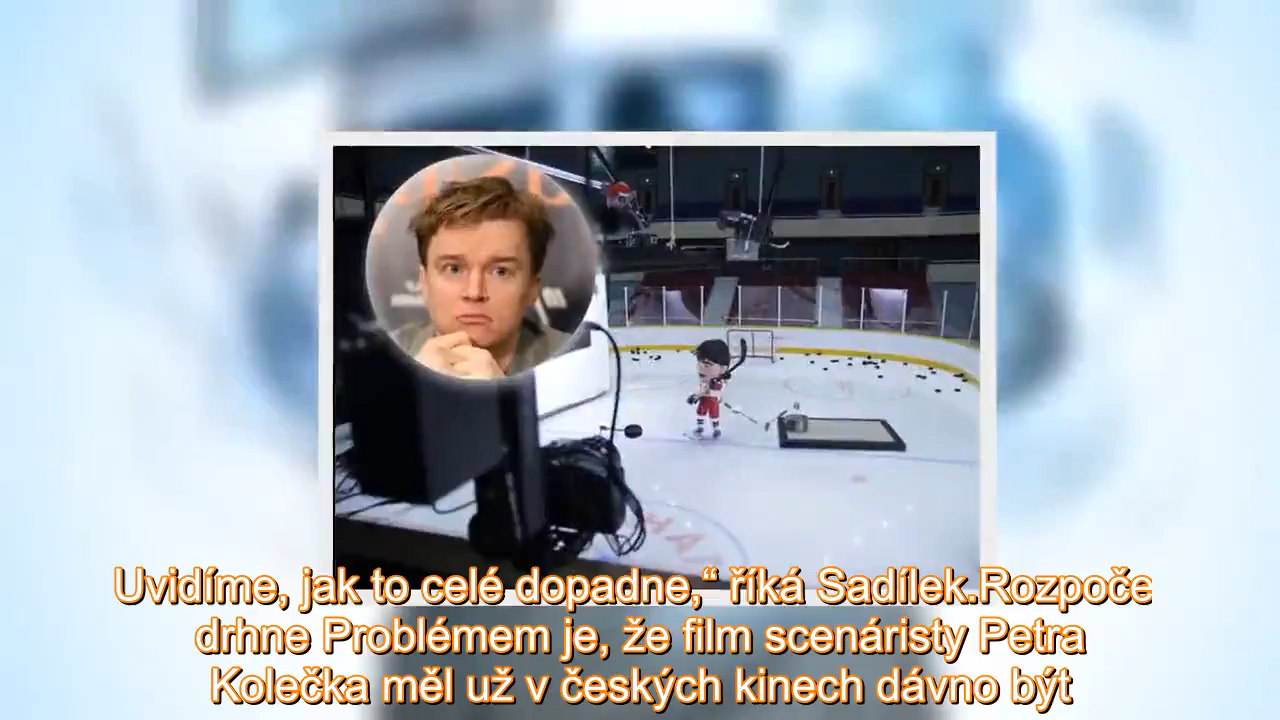 Uvidíme, jak to celé dopadne,“ říká Sadílek.Rozpoče
drhne Problémem je, že film scenáristy Petra
Kolečka měl už v českých kinech dávno být